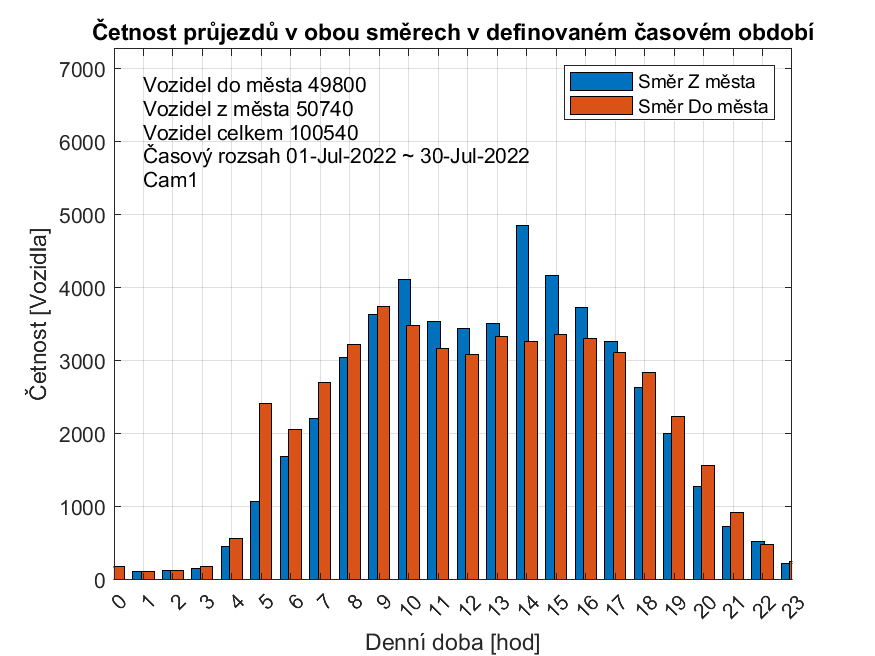 Četnost průjezdů v obou směrech v definovaném časovém období
Vozidel do města 49800
Vozidel z města 50740
Vozidel celkem 100540
Časový rozsah 01-Jul-2022 ~ 30-Jul-2022
Cam1
Směr Z města
Směr Do města
Četnost [Vozidla]
7000
6000
5000
4000
3000
2000
1000
0
0 1 2 3 4 5 6 7 8 9 10 11 12 13 14 15 16 17 18 19 20 21 22 23
Denní doba [hod]